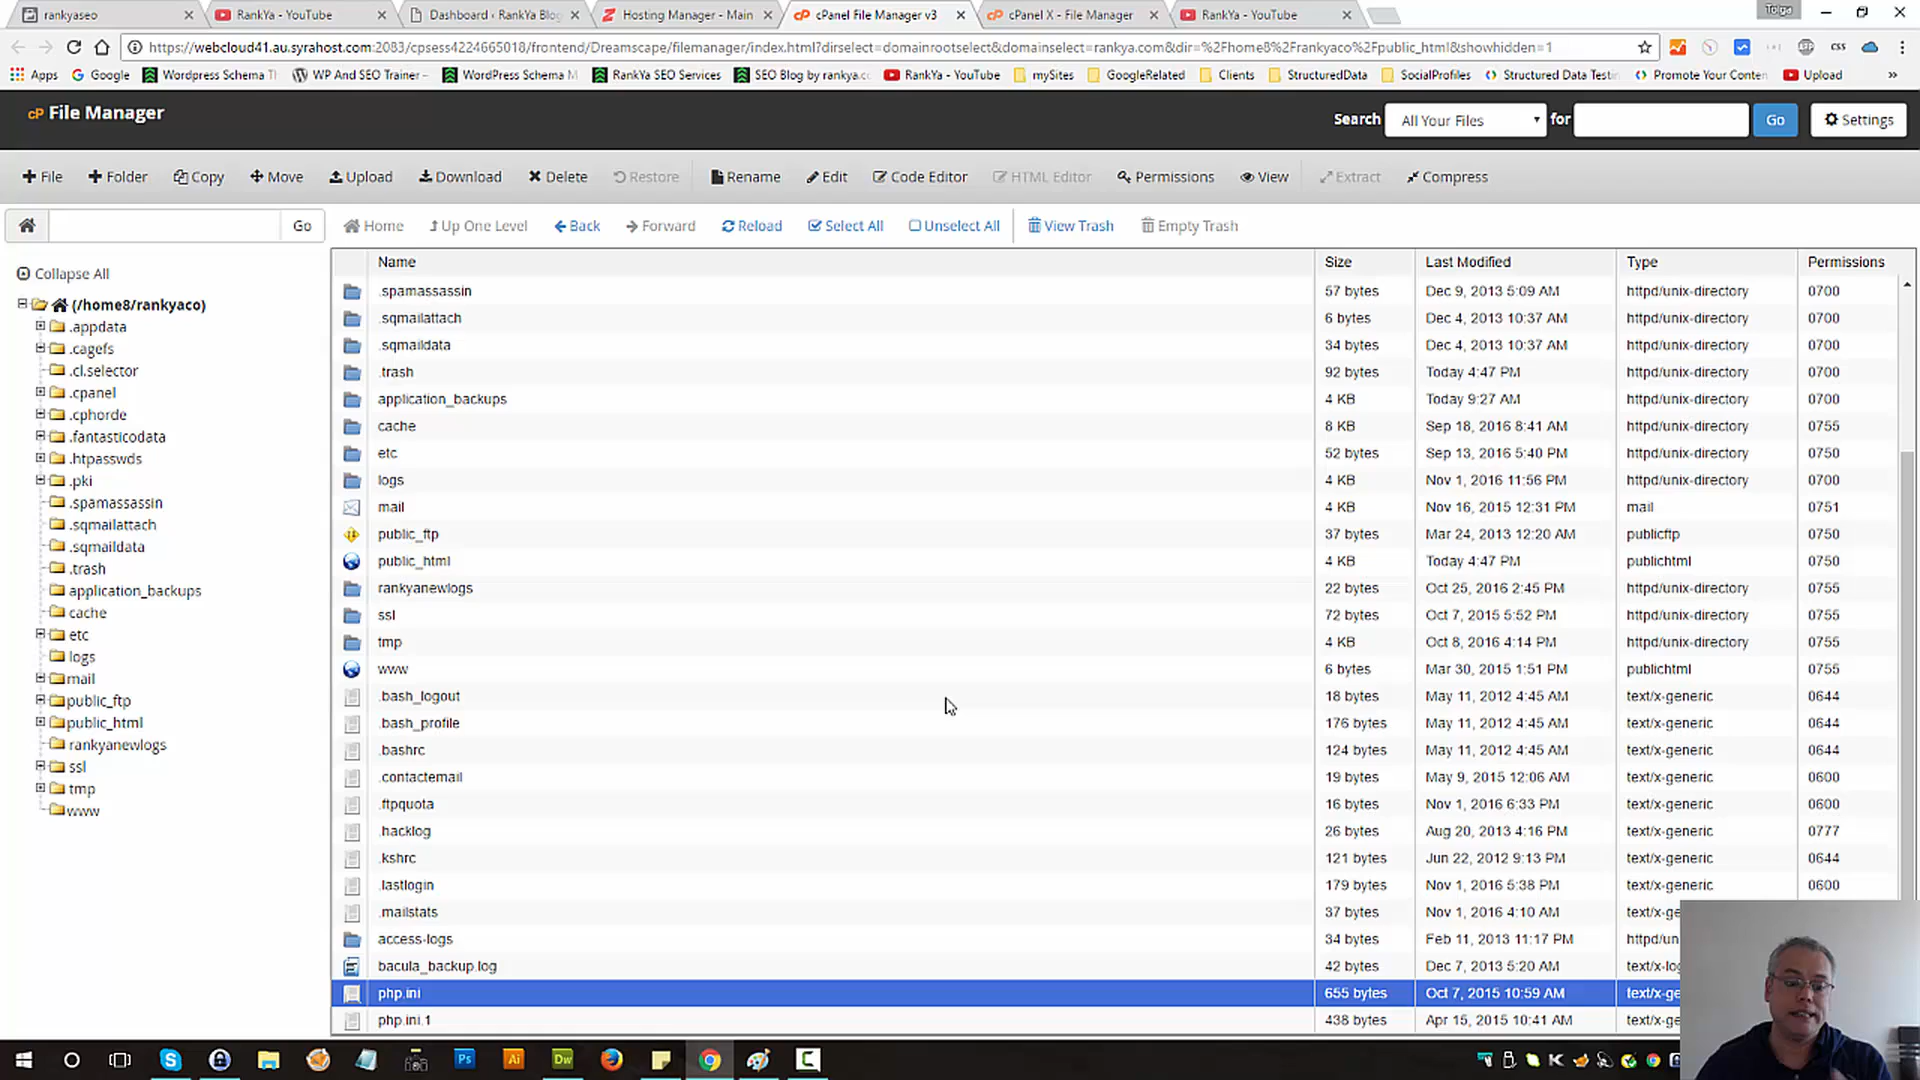 rankyaseo
RankYa - YouTube
Dashboard ‹ RankYa Blog
Hosting Manager - Main
cPanel File Manager v3
cPanel X - File Manager
RankYa - YouTube
Tolga
https://webcloud41.au.syrahost.com:2083/cpsess4224665018/frontend/Dreamscape/filemanager/index.html?dirselect=domainrootselect&domainselect=rankya.com&dir=%2Fhome8%2Frankyaco%2Fpublic_html&showhidden=1
CSS
Apps
Google
Wordpress Schema
WP And SEO Trainer -
WordPress Schema M
RankYa SEO Services
SEO Blog by rankya.co
RankYa - YouTube
mySites
GoogleRelated
Clients
StructuredData
SocialProfiles
Structured Data Testin
Promote Your Conten
Upload
»
cP File Manager
Search
All Your Files
for
Go
Settings
File
Folder
Copy
Move
Upload
Download
Delete
Restore
Rename
Edit
Code Editor
HTML Editor
Permissions
View
Extract
Compress
Go
Home
Up One Level
Back
Forward
Reload
Select All
Unselect All
View Trash
Empty Trash
Collapse All
(/home8/rankyaco)
.appdata
.cagefs
.cl.selector
.cpanel
.cphorde
.fantasticodata
.htpasswds
.pki
.spamassassin
.sqmailattach
.sqmaildata
.trash
application_backups
cache
etc
logs
mail
public_ftp
public_html
rankyanewlogs
ssl
tmp
www
Name Size Last Modified Type Permissions
.spamassassin 57 bytes Dec 9, 2013 5:09 AM httpd/unix-directory 0700
.sqmailattach 6 bytes Dec 4, 2013 10:37 AM httpd/unix-directory 0700
.sqmaildata 34 bytes Dec 4, 2013 10:37 AM httpd/unix-directory 0700
.trash 92 bytes Today 4:47 PM httpd/unix-directory 0700
application_backups 4 KB Today 9:27 AM httpd/unix-directory 0700
cache 8 KB Sep 18, 2016 8:41 AM httpd/unix-directory 0755
etc 52 bytes Sep 13, 2016 5:40 PM httpd/unix-directory 0750
logs 4 KB Nov 1, 2016 11:56 PM httpd/unix-directory 0700
mail 4 KB Nov 16, 2015 12:31 PM mail 0751
public_ftp 37 bytes Mar 24, 2013 12:20 AM publicftp 0750
public_html 4 KB Today 4:47 PM publichtml 0750
rankyanewlogs 22 bytes Oct 25, 2016 2:45 PM httpd/unix-directory 0755
ssl 72 bytes Oct 7, 2015 5:52 PM httpd/unix-directory 0755
tmp 4 KB Oct 8, 2016 4:14 PM httpd/unix-directory 0755
www 6 bytes Mar 30, 2015 1:51 PM publichtml 0755
.bash_logout 18 bytes May 11, 2012 4:45 AM text/x-generic 0644
.bash_profile 176 bytes May 11, 2012 4:45 AM text/x-generic 0644
.bashrc 124 bytes May 11, 2012 4:45 AM text/x-generic 0644
.contactemail 19 bytes May 9, 2015 12:06 AM text/x-generic 0600
.ftpquota 16 bytes Nov 1, 2016 6:33 PM text/x-generic 0600
.hacklog 26 bytes Aug 20, 2013 4:16 PM text/x-generic 0777
.kshrc 121 bytes Jun 22, 2012 9:13 PM text/x-generic 0644
.lastlogin 179 bytes Nov 1, 2016 5:38 PM text/x-generic 0600
.mailstats 37 bytes Nov 1, 2016 4:10 AM text/x-ge
access-logs 34 bytes Feb 11, 2013 11:17 PM httpd/un
bacula_backup.log 42 bytes Dec 7, 2013 5:20 AM text/x-lo
php.ini 655 bytes Oct 7, 2015 10:59 AM text/x-ge
php.ini.1 438 bytes Apr 15, 2015 10:41 AM text/x-ge
Ps
Ai
Dw